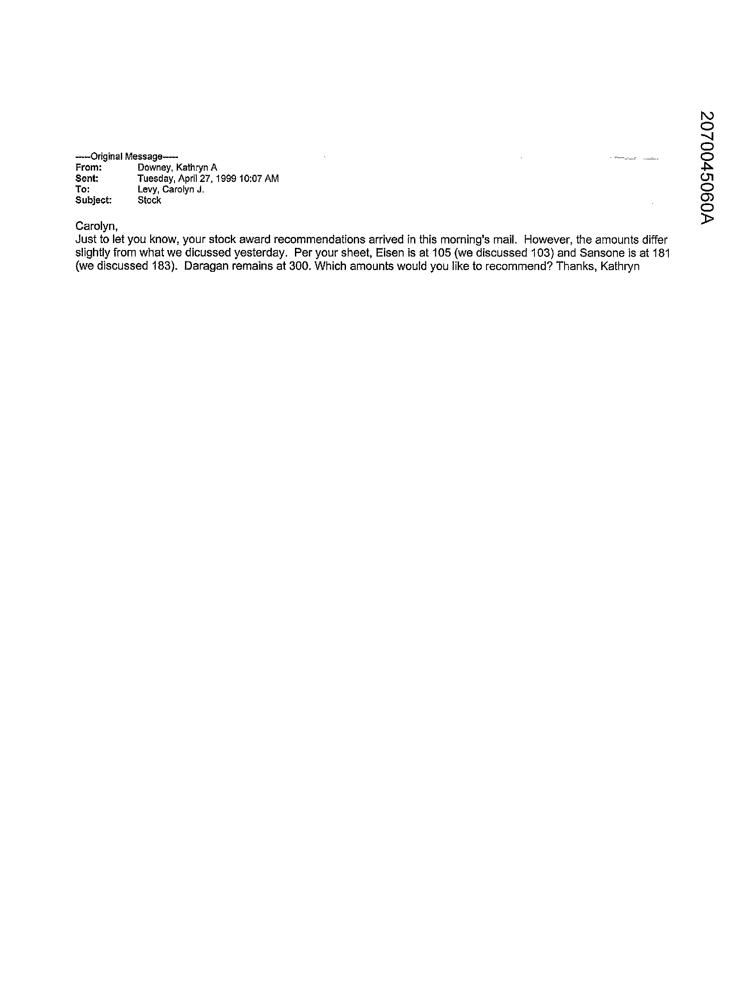 -----Original Message-----
From: Downey, Kathryn A
Sent: Tuesday, April 27, 1999 10:07 AM
To: Levy, Carolyn J.
Subject: Stock
Carolyn,
Just to let you know, your stock award recommendations arrived in this morning's mail. However, the amounts differ
slightly from what we dicussed yesterday. Per your sheet, Eisen is at 105 (we discussed 103) and Sansone is at 181
(we discussed 183). Daragan remains at 300. Which amounts would you like to recommend? Thanks, Kathryn
2070045060A